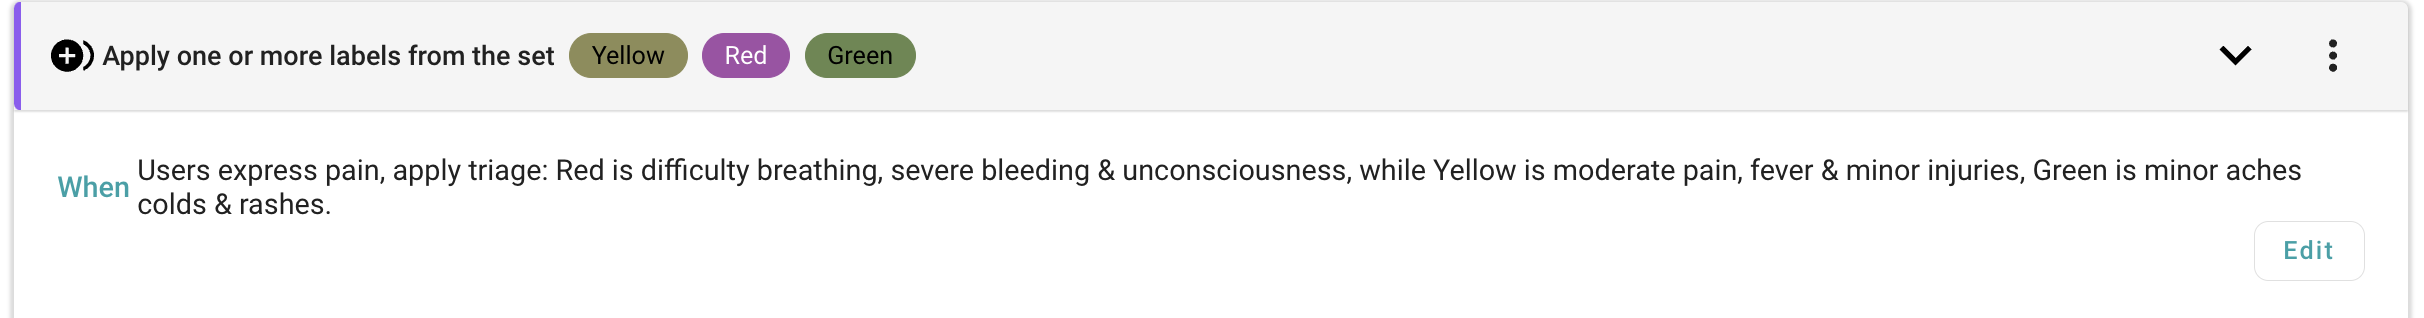 Apply one or more labels from the set Yellow Red Green
When Users express pain, apply triage: Red is difficulty breathing, severe bleeding & unconsciousness, while Yellow is moderate pain, fever & minor injuries, Green is minor aches
colds & rashes.
Edit